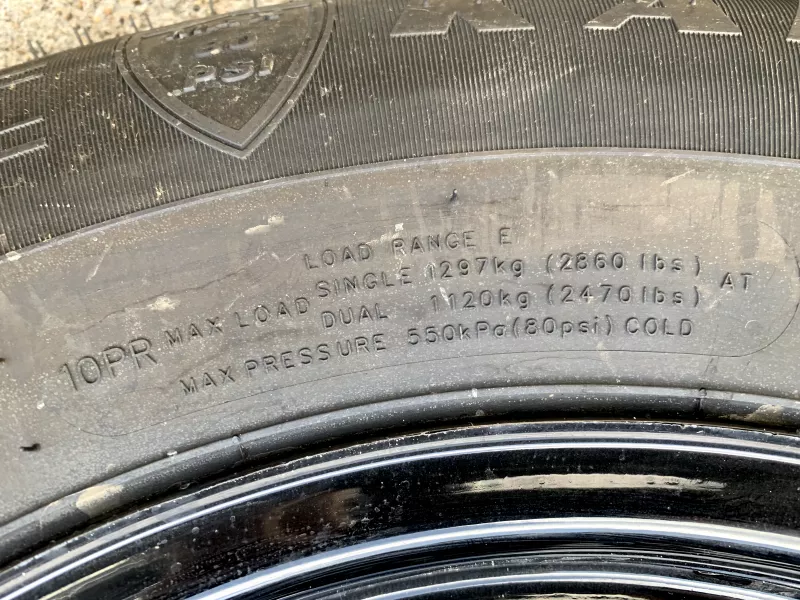 PSI
LOAD RANGE E
10PR MAX LOAD SINGLE 1297kg (2860 lbs) AT
DUAL 1120kg (2470 lbs)
MAX PRESSURE 550kPa (80psi) COLD